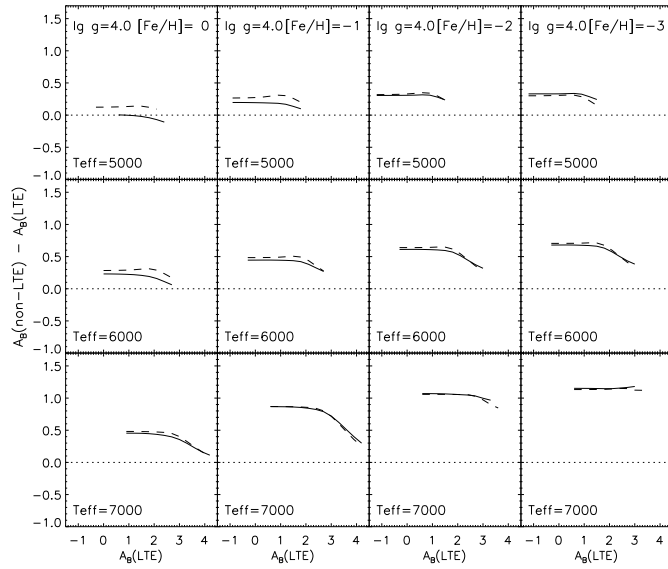 lg g=4.0 [Fe/H]= 0
lg g=4.0[Fe/H]=−1
lg g=4.0[Fe/H]=−2
lg g=4.0[Fe/H]=−3
1.5
1.0
0.5
0.0
−0.5
−1.0
Teff=5000
Teff=5000
Teff=5000
Teff=5000
A_B(non−LTE) − A_B(LTE)
1.5
1.0
0.5
0.0
−0.5
−1.0
Teff=6000
Teff=6000
Teff=6000
Teff=6000
1.5
1.0
0.5
0.0
−0.5
−1.0
Teff=7000
Teff=7000
Teff=7000
Teff=7000
−1 0 1 2 3 4
−1 0 1 2 3 4
−1 0 1 2 3 4
−1 0 1 2 3 4
A_B(LTE)
A_B(LTE)
A_B(LTE)
A_B(LTE)